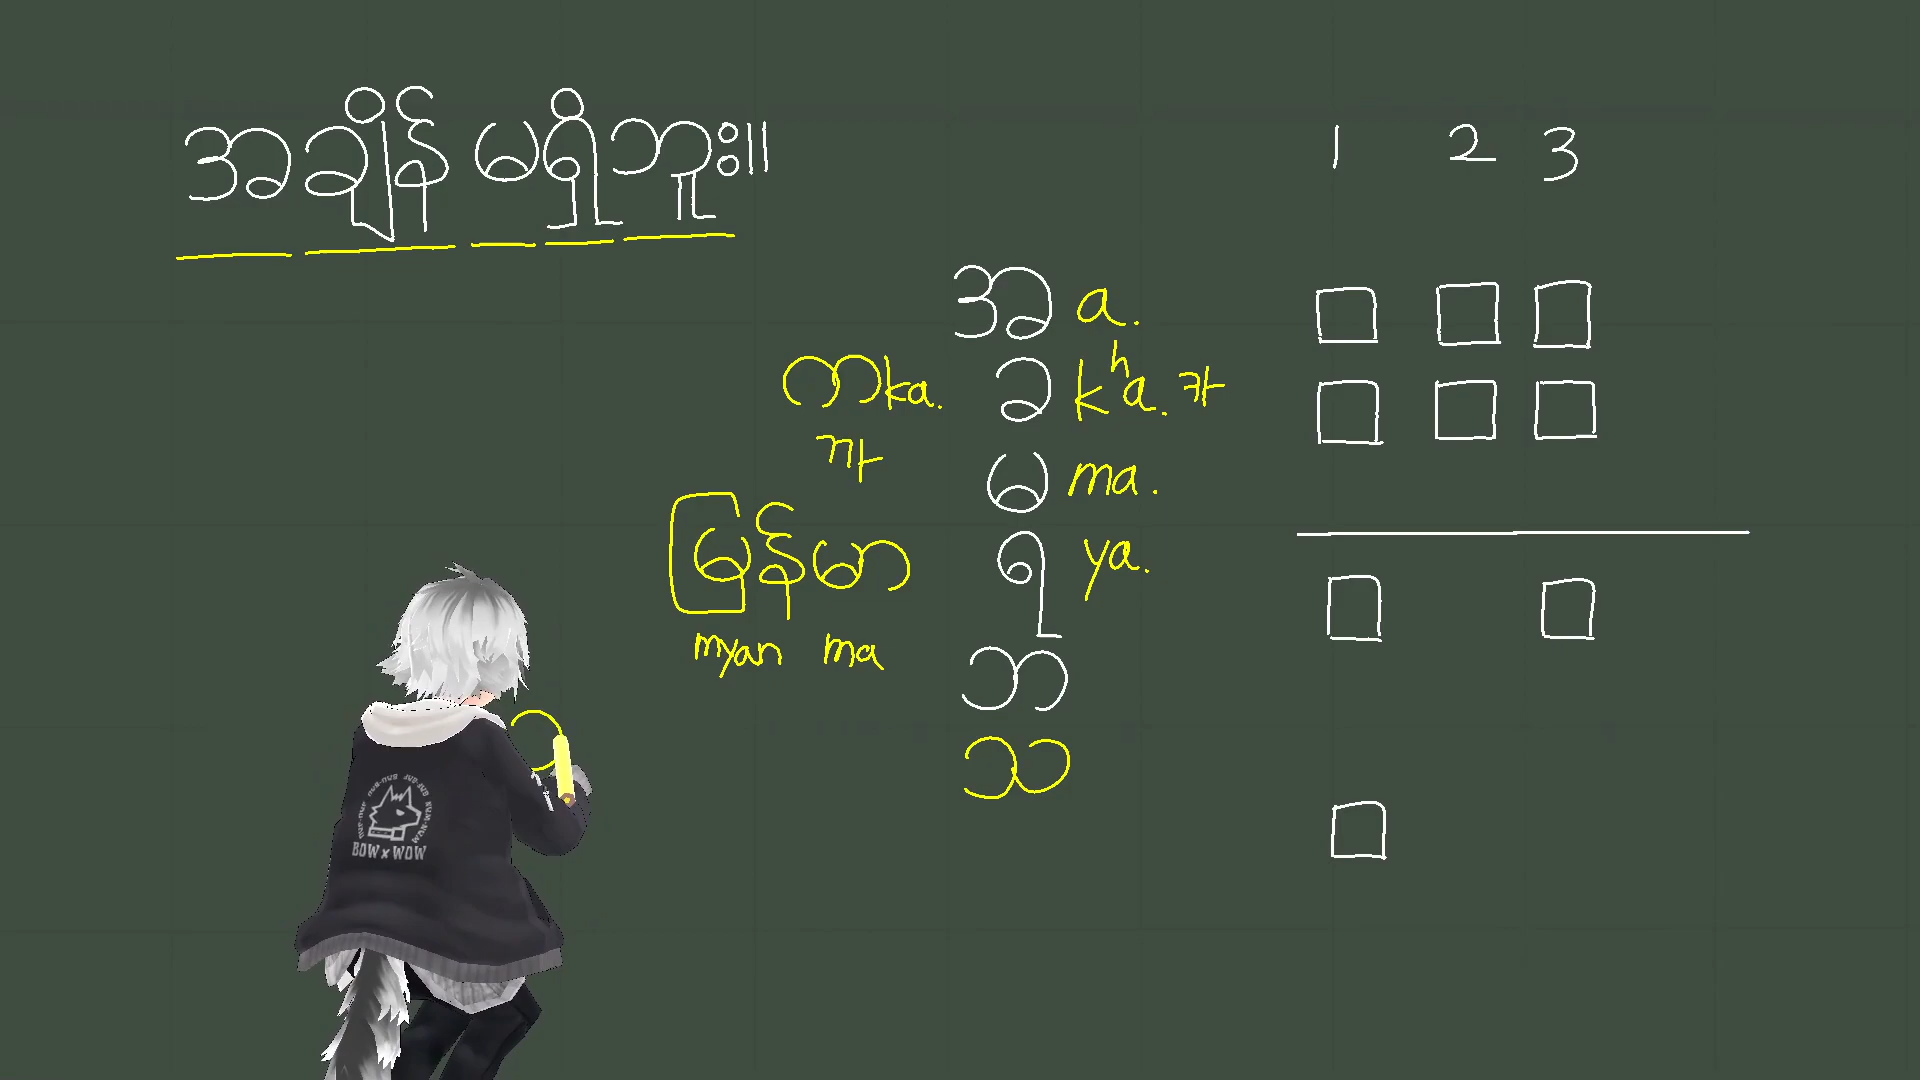 အချိန် မရှိဘူး။
1 2 3
အ a.
က ka. ခ kʰa. 카
까
မ ma.
မြန်မာ ရ ya.
myan ma
ဘ
သ
BOW x WOW